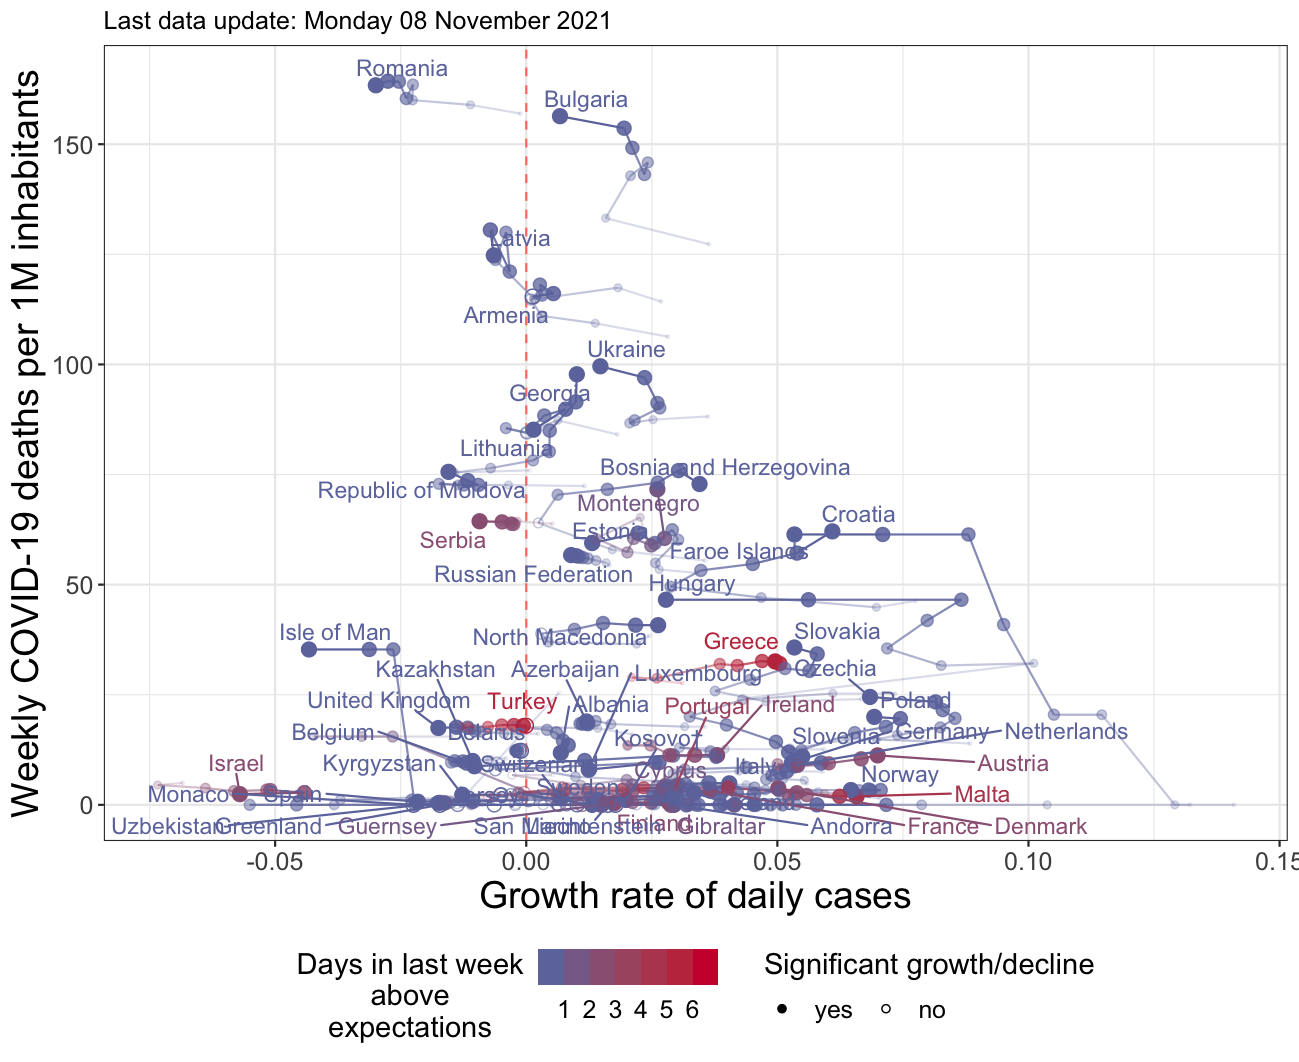 Last data update: Monday 08 November 2021
Weekly COVID-19 deaths per 1M inhabitants
Romania
Bulgaria
150
Latvia
Armenia
Ukraine
100
Georgia
Lithuania
Bosnia and Herzegovina
Republic of Moldova
Montenegro
Croatia
Serbia
Estonia
Faroe Islands
Russian Federation
50
Hungary
Isle of Man
North Macedonia
Greece
Slovakia
Kazakhstan
Azerbaijan
Luxembourg
Czechia
United Kingdom
Turkey
Albania
Portugal
Ireland
Poland
Belgium
Belarus
Kosovo
Slovenia
Germany
Netherlands
Israel
Kyrgyzstan
Switzerland
Cyprus
Italy
Austria
Norway
Monaco
Spain
Sweden
Malta
0
Uzbekistan
Greenland
Guernsey
San Marino
Liechtenstein
Finland
Gibraltar
Andorra
France
Denmark
-0.05
0.00
0.05
0.10
0.15
Growth rate of daily cases
Days in last week
above
expectations
1 2 3 4 5 6
Significant growth/decline
yes
no